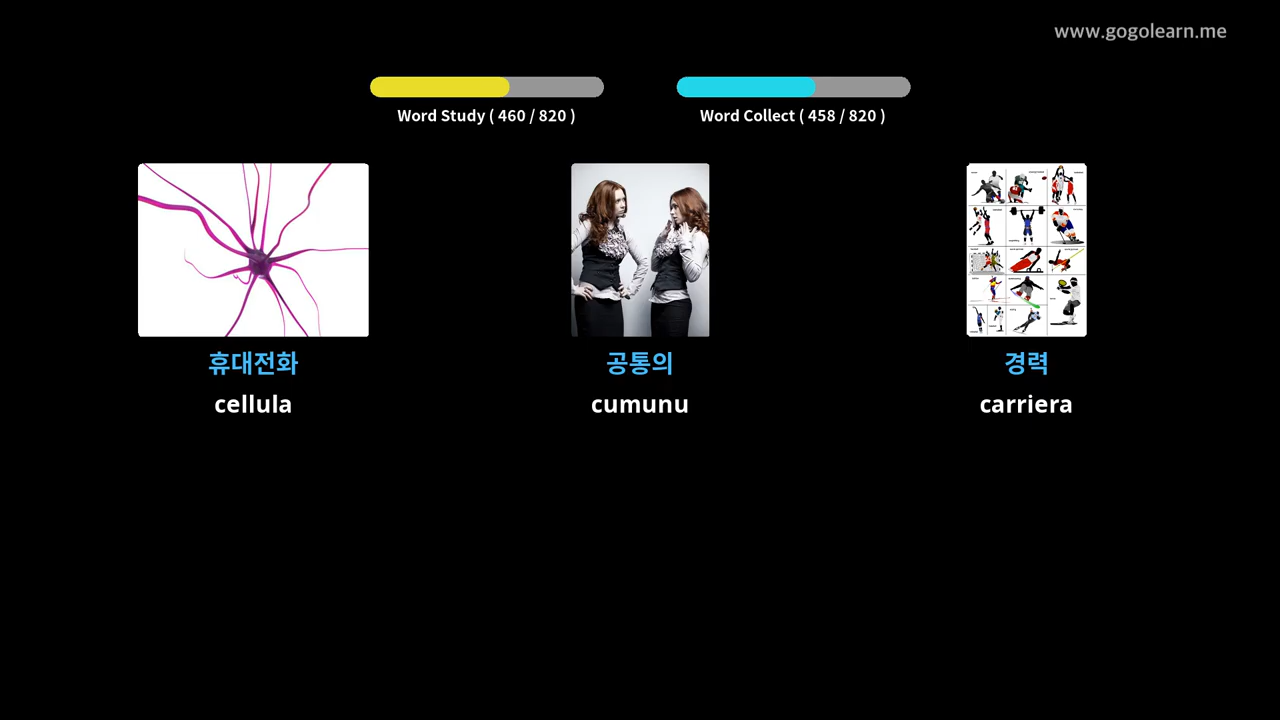 www.gogolearn.me
Word Study ( 460 / 820 )
Word Collect ( 458 / 820 )
휴대전화
공통의
경력
cellula
cumunu
carriera